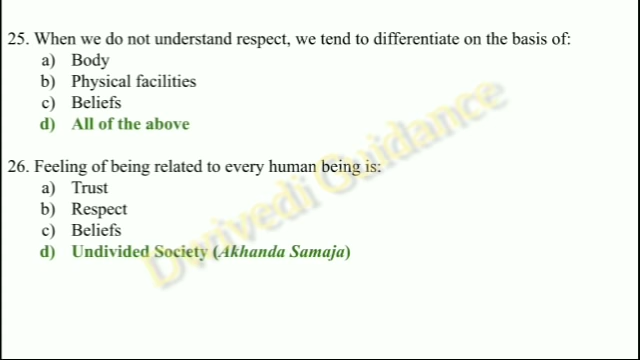 25. When we do not understand respect, we tend to differentiate on the basis of:
a) Body
b) Physical facilities
c) Beliefs
d) All of the above
26. Feeling of being related to every human being is:
a) Trust
b) Respect
c) Beliefs
d) Undivided Society (Akhanda Samaja)
Dwivedi Guidance